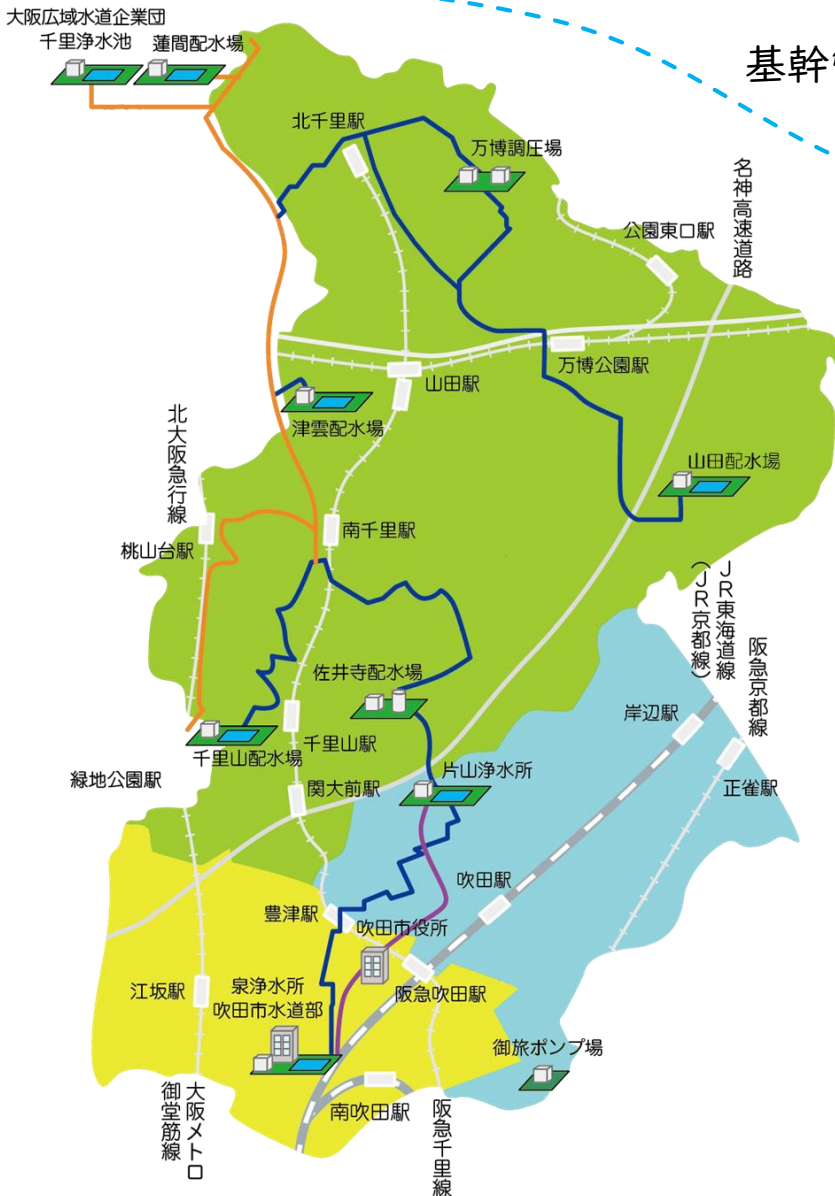 大阪広域水道企業団
千里浄水池
蓮間配水場
基幹
北千里駅
万博調圧場
名神高速道路
公園東口駅
万博公園駅
山田駅
津雲配水場
北大阪急行線
山田配水場
南千里駅
桃山台駅
JR東海道線
（JR京都線）
阪急京都線
佐井寺配水場
岸辺駅
千里山駅
千里山配水場
片山浄水所
緑地公園駅
関大前駅
正雀駅
吹田駅
豊津駅
吹田市役所
江坂駅
泉浄水所
吹田市水道部
阪急吹田駅
御旅ポンプ場
南吹田駅
大阪メトロ
御堂筋線
阪急千里線